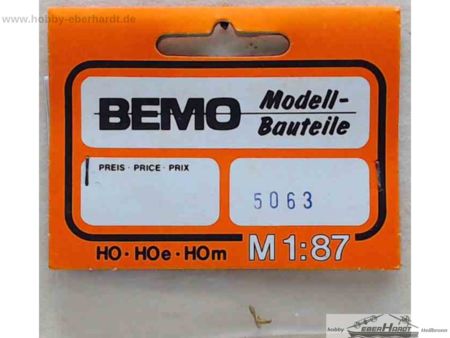 www.hobby-eberhardt.de
BEMO Modell-
Bauteile
PREIS · PRICE · PRIX
5063
HO · HOe · HOm M 1:87
hobby EBERHARDT Heilbronn